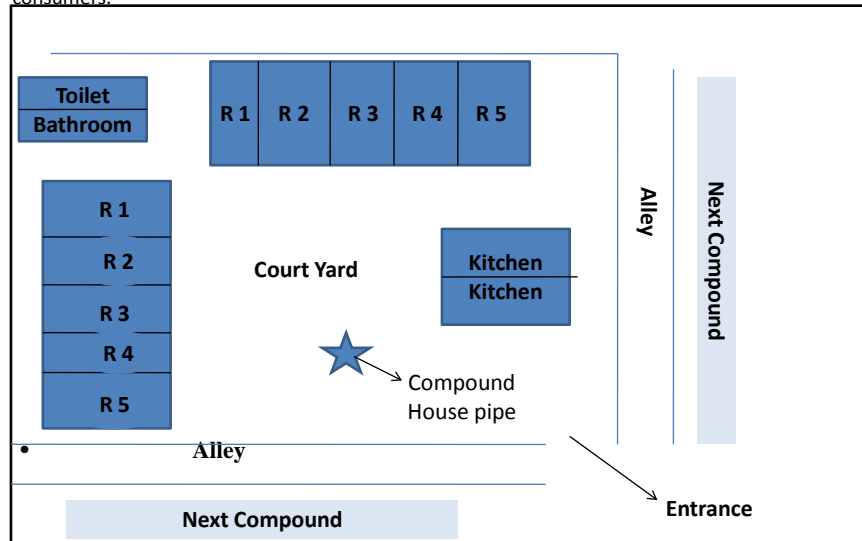 consumers.
Toilet
Bathroom
R 1 R 2 R 3 R 4 R 5
R 1
R 2
R 3
R 4
R 5
Court Yard
Kitchen
Kitchen
Alley
Next Compound
Compound
House pipe
• Alley
Entrance
Next Compound